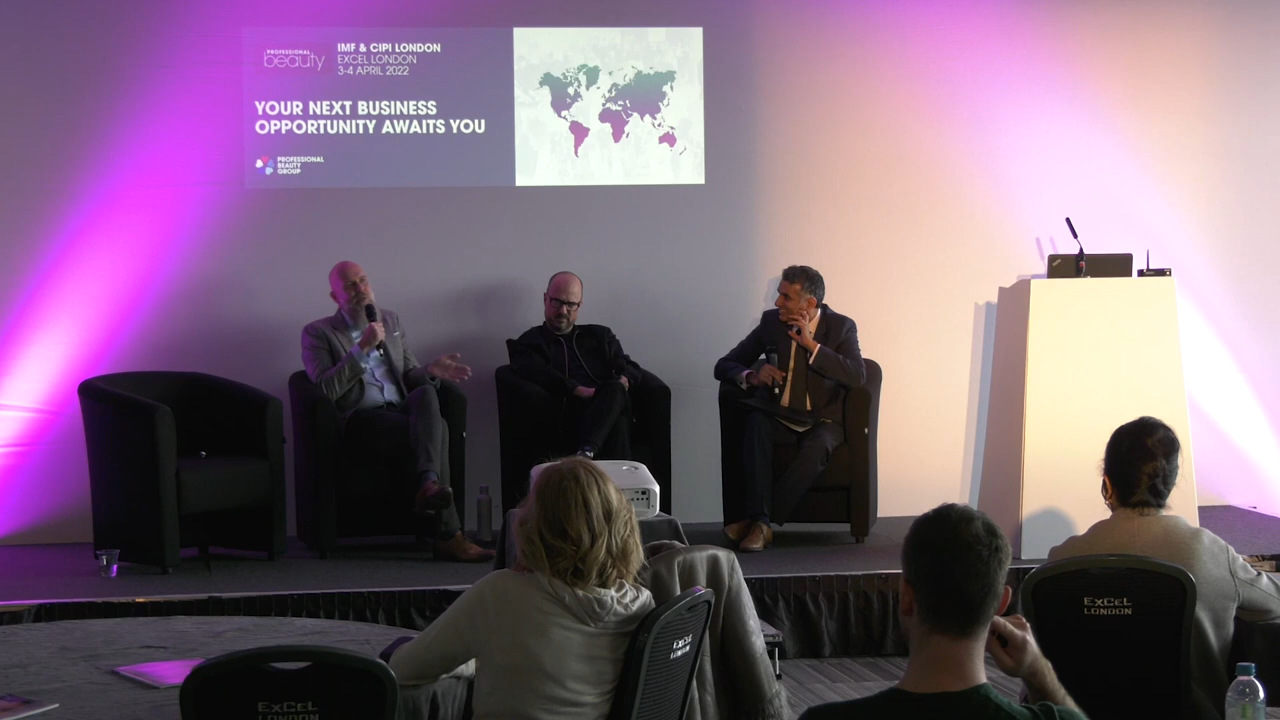 PROFESSIONAL
beauty
IMF & CIPI LONDON
EXCEL LONDON
3-4 APRIL 2022
YOUR NEXT BUSINESS
OPPORTUNITY AWAITS YOU
PROFESSIONAL
BEAUTY
GROUP
EXCEL
LONDON
EXCEL
LONDON
EXCEL
LONDON